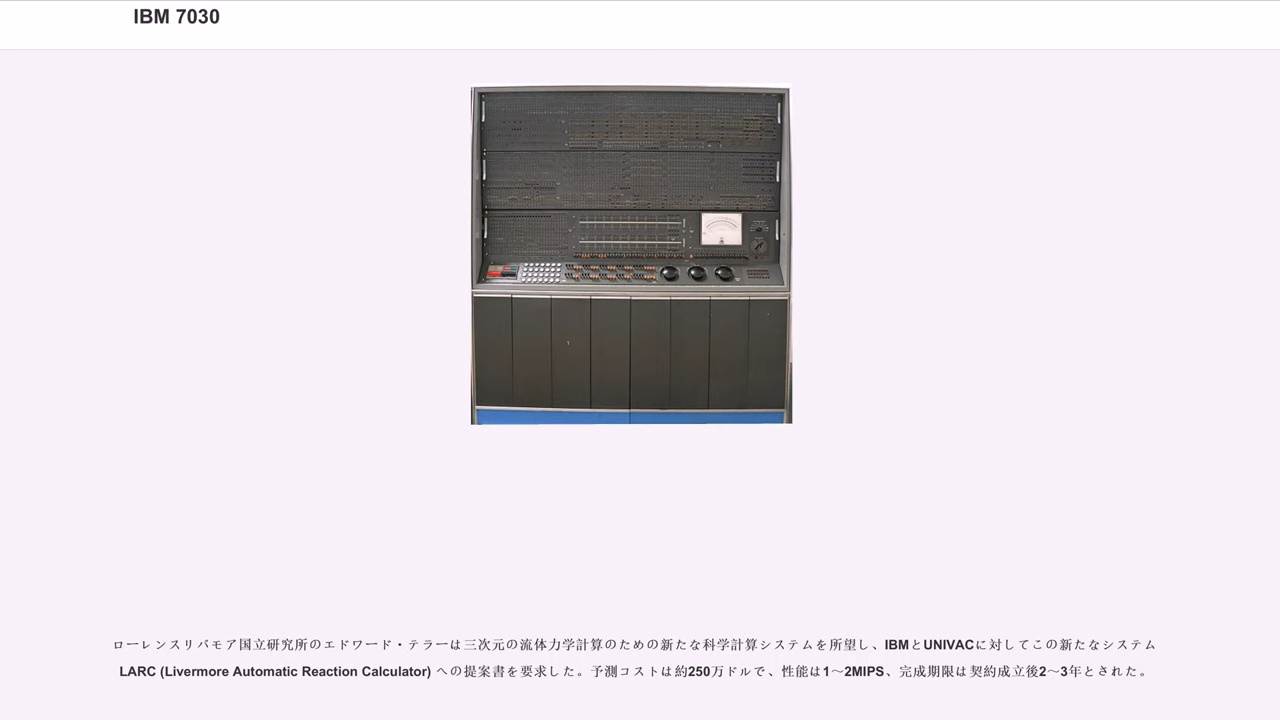 IBM 7030
ローレンスリバモア国立研究所のエドワード・テラーは三次元の流体力学計算のための新たな科学計算システムを所望し、IBMとUNIVACに対してこの新たなシステム
LARC (Livermore Automatic Reaction Calculator) への提案書を要求した。予測コストは約250万ドルで、性能は1〜2MIPS、完成期限は契約成立後2〜3年とされた。